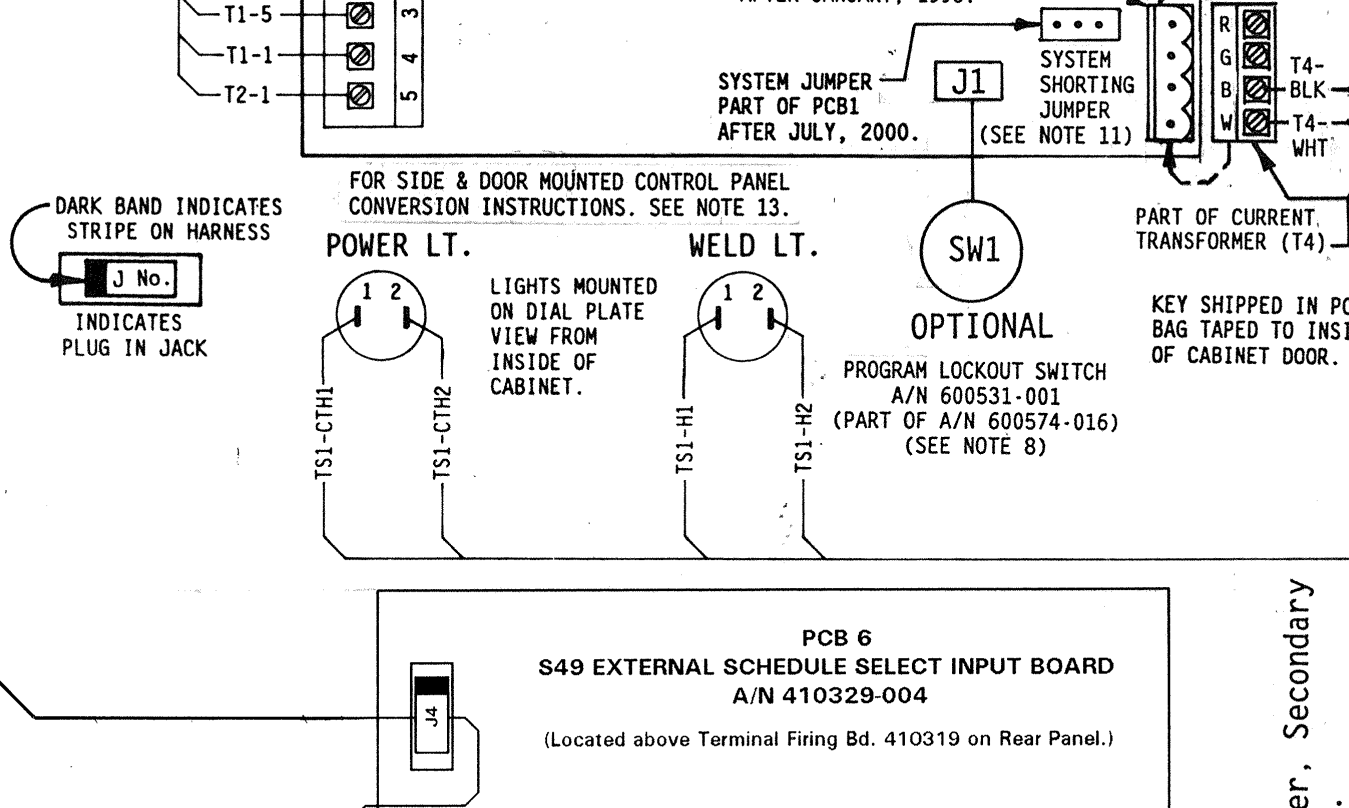 T1-5
3
T1-1
4
T2-1
5
SYSTEM JUMPER
PART OF PCB1
AFTER JULY, 2000.
J1
SYSTEM
SHORTING
JUMPER
(SEE NOTE 11)
R
G
B
W
T4-
BLK
T4-
WHT
FOR SIDE & DOOR MOUNTED CONTROL PANEL
CONVERSION INSTRUCTIONS. SEE NOTE 13.
DARK BAND INDICATES
STRIPE ON HARNESS
J No.
INDICATES
PLUG IN JACK
POWER LT.
1 2
TS1-CTH1
TS1-CTH2
LIGHTS MOUNTED
ON DIAL PLATE
VIEW FROM
INSIDE OF
CABINET.
WELD LT.
1 2
TS1-H1
TS1-H2
SW1
OPTIONAL
PROGRAM LOCKOUT SWITCH
A/N 600531-001
(PART OF A/N 600574-016)
(SEE NOTE 8)
PART OF CURRENT
TRANSFORMER (T4)
KEY SHIPPED IN
BAG TAPED TO
OF CABINET DOOR.
PCB 6
S49 EXTERNAL SCHEDULE SELECT INPUT BOARD
A/N 410329-004
(Located above Terminal Firing Bd. 410319 on Rear Panel.)
J4
er, Secondary